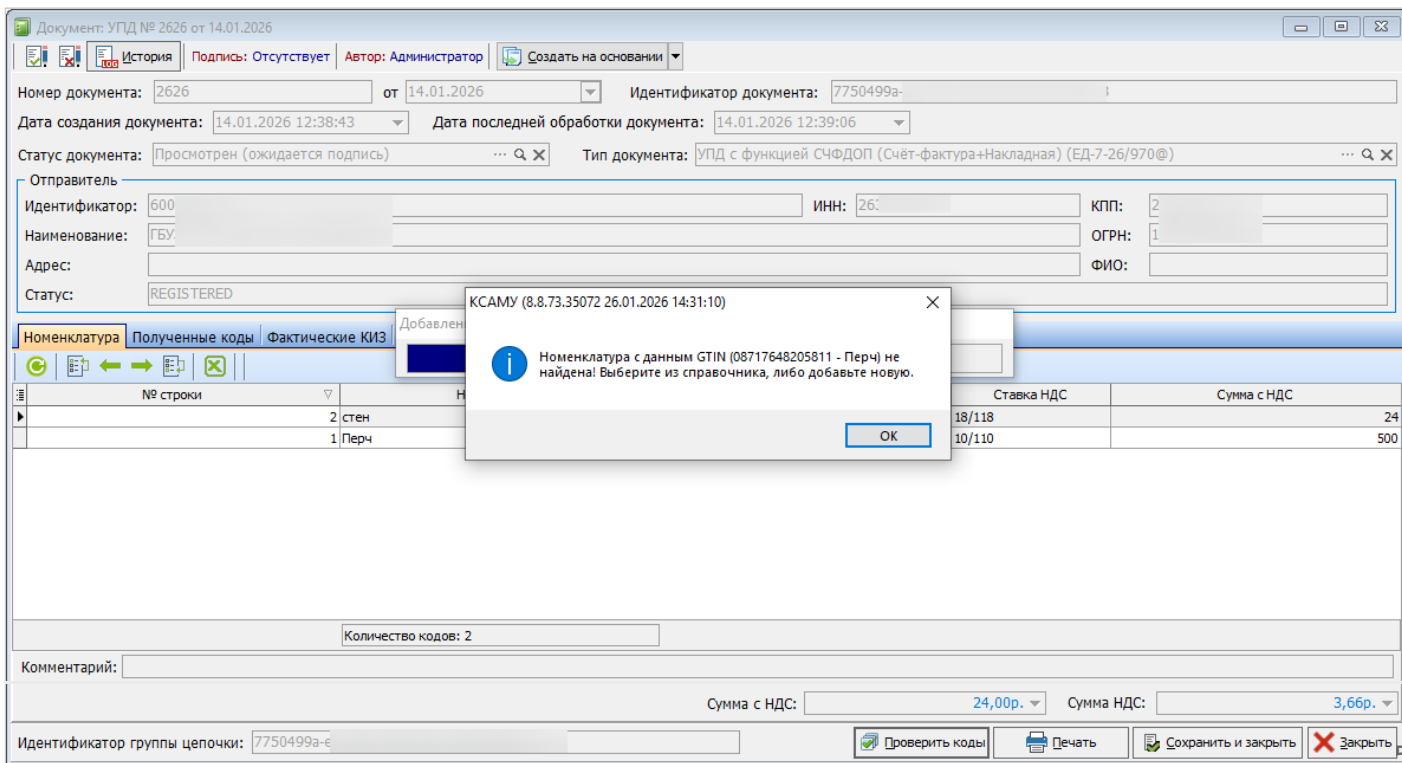 Документ: УПД № 2626 от 14.01.2026
LOG История Подпись: Отсутствует Автор: Администратор Создать на основании
Номер документа: 2626 от 14.01.2026 Идентификатор документа: 7750499a-
Дата создания документа: 14.01.2026 12:38:43 Дата последней обработки документа: 14.01.2026 12:39:06
Статус документа: Просмотрен (ожидается подпись) Тип документа: УПД с функцией СЧФДОП (Счёт-фактура+Накладная) (ЕД-7-26/970@)
Отправитель
Идентификатор: 600 ИНН: 263 КПП: 2
Наименование: ГБУ ОГРН: 1
Адрес: ФИО:
Статус: REGISTERED
КСАМУ (8.8.73.35072 26.01.2026 14:31:10)
Номенклатура с данным GTIN (08717648205811 - Перч) не
найдена! Выберите из справочника, либо добавьте новую.
OK
Номенклатура Полученные коды Фактические КИЗ
№ строки Ставка НДС Сумма с НДС
2 стен 18/118 24
1 Перч 10/110 500
Количество кодов: 2
Комментарий:
Сумма с НДС: 24,00р. Сумма НДС: 3,66р.
Идентификатор группы цепочки: 7750499a- Проверить коды Печать Сохранить и закрыть Закрыть